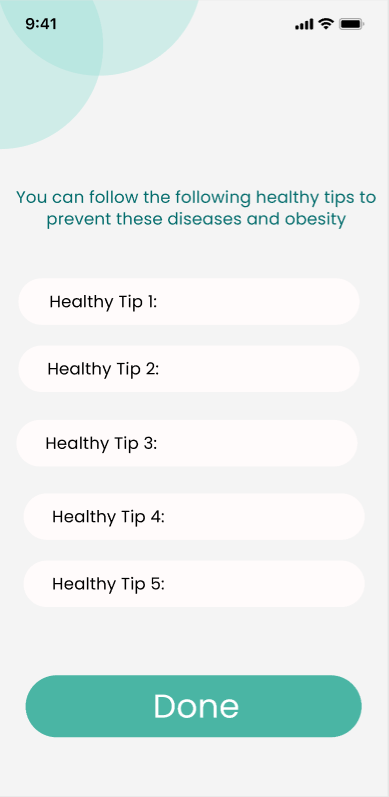 9:41
You can follow the following healthy tips to
prevent these diseases and obesity
Healthy Tip 1:
Healthy Tip 2:
Healthy Tip 3:
Healthy Tip 4:
Healthy Tip 5:
Done